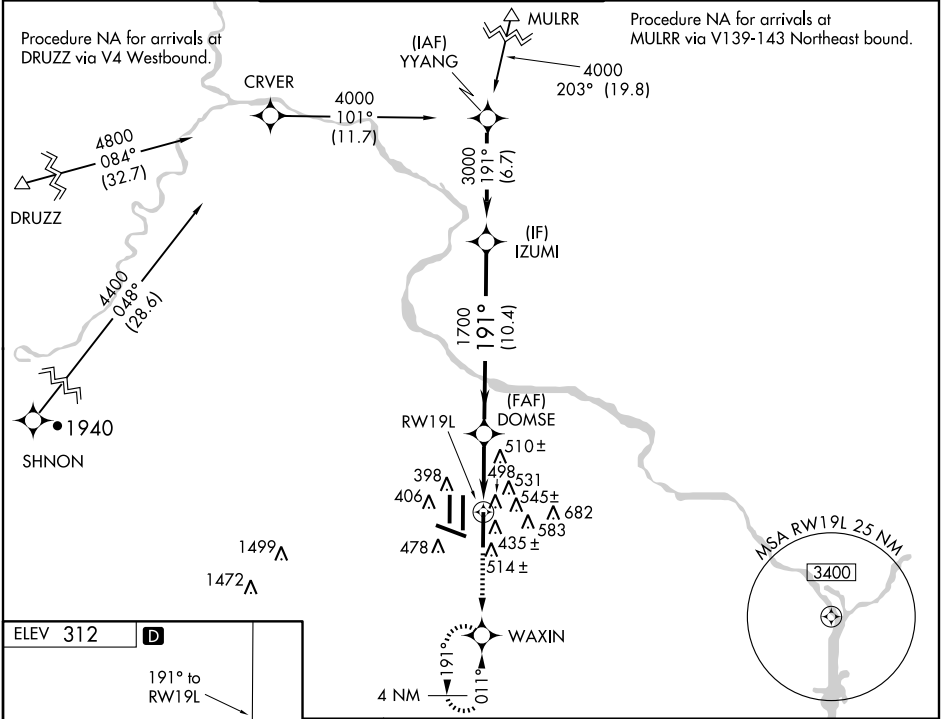 Procedure NA for arrivals at
DRUZZ via V4 Westbound.
MULRR
Procedure NA for arrivals at
MULRR via V139-143 Northeast bound.
(IAF)
YYANG
4000
203° (19.8)
CRVER
4000
101°
(11.7)
4800
084°
(32.7)
DRUZZ
3000
191°
(6.7)
(IF)
IZUMI
4400
048°
(28.6)
1700
191°
(10.4)
1940
SHNON
(FAF)
DOMSE
RW19L
510±
498
531
398
406
545±
682
583
478
435±
514±
1499
1472
MSA RW19L 25 NM
3400
ELEV 312
D
191° to
RW19L
WAXIN
191°
011°
4 NM